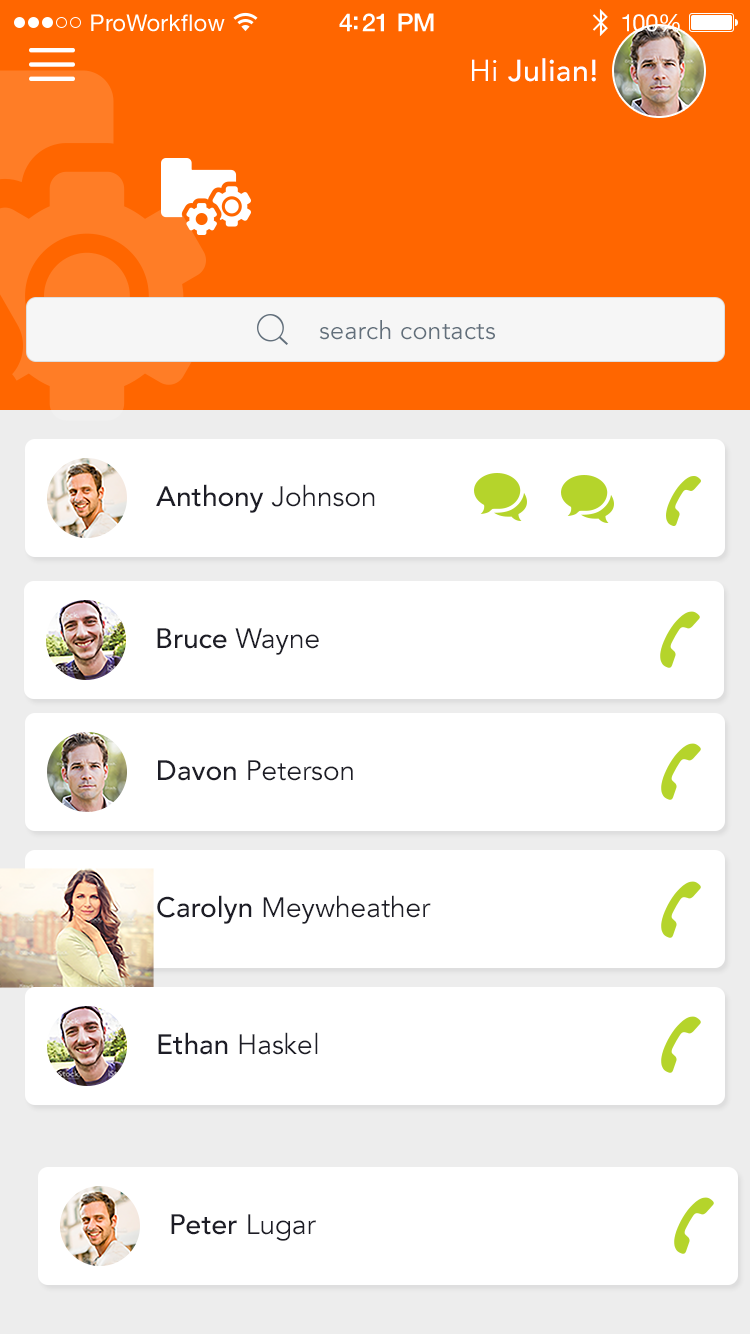 ProWorkflow 4:21 PM 100%
Hi Julian!
search contacts
Anthony Johnson
Bruce Wayne
Davon Peterson
Carolyn Meywheather
Ethan Haskel
Peter Lugar